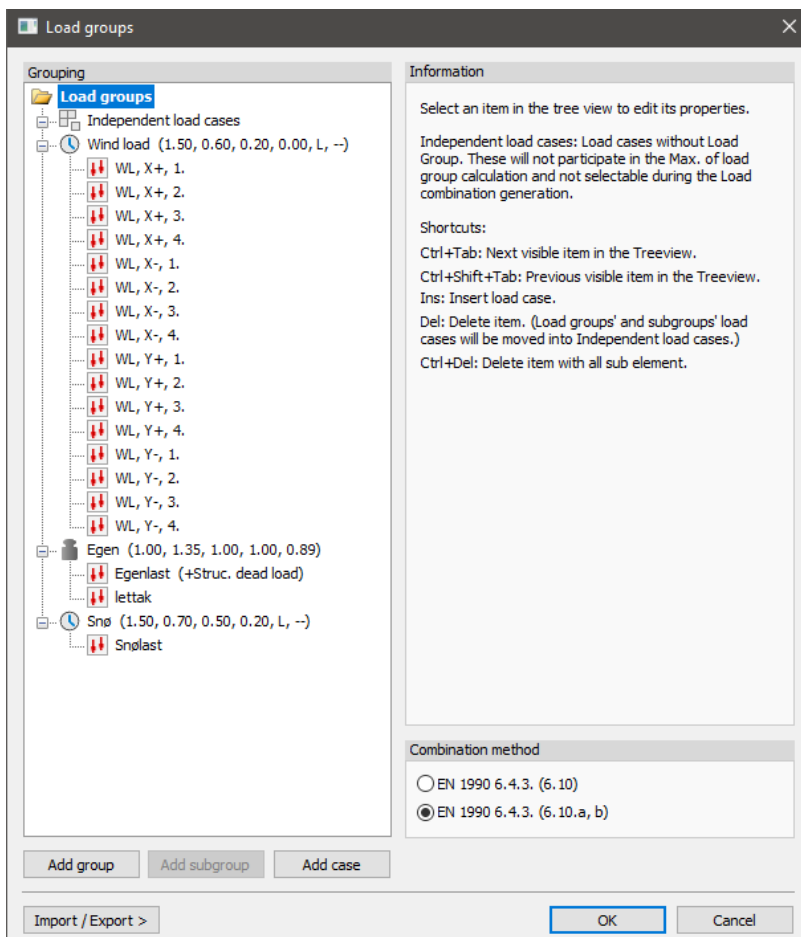 Load groups
Grouping
Load groups
Independent load cases
Wind load (1.50, 0.60, 0.20, 0.00, L, --)
WL, X+, 1.
WL, X+, 2.
WL, X+, 3.
WL, X+, 4.
WL, X-, 1.
WL, X-, 2.
WL, X-, 3.
WL, X-, 4.
WL, Y+, 1.
WL, Y+, 2.
WL, Y+, 3.
WL, Y+, 4.
WL, Y-, 1.
WL, Y-, 2.
WL, Y-, 3.
WL, Y-, 4.
Egen (1.00, 1.35, 1.00, 1.00, 0.89)
Egenlast (+Struc. dead load)
lettak
Snø (1.50, 0.70, 0.50, 0.20, L, --)
Snølast
Add group
Add subgroup
Add case
Information
Select an item in the tree view to edit its properties.
Independent load cases: Load cases without Load
Group. These will not participate in the Max. of load
group calculation and not selectable during the Load
combination generation.
Shortcuts:
Ctrl+Tab: Next visible item in the Treeview.
Ctrl+Shift+Tab: Previous visible item in the Treeview.
Ins: Insert load case.
Del: Delete item. (Load groups' and subgroups' load
cases will be moved into Independent load cases.)
Ctrl+Del: Delete item with all sub element.
Combination method
EN 1990 6.4.3. (6.10)
EN 1990 6.4.3. (6.10.a, b)
Import / Export >
OK
Cancel